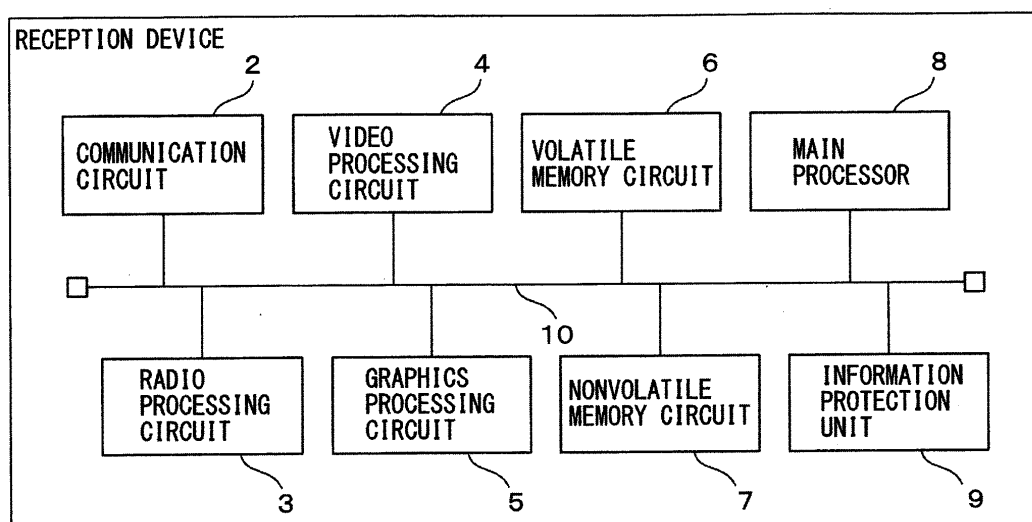 RECEPTION DEVICE
2
4
6
8
COMMUNICATION
CIRCUIT
VIDEO
PROCESSING
CIRCUIT
VOLATILE
MEMORY CIRCUIT
MAIN
PROCESSOR
10
RADIO
PROCESSING
CIRCUIT
GRAPHICS
PROCESSING
CIRCUIT
NONVOLATILE
MEMORY CIRCUIT
INFORMATION
PROTECTION
UNIT
3
5
7
9